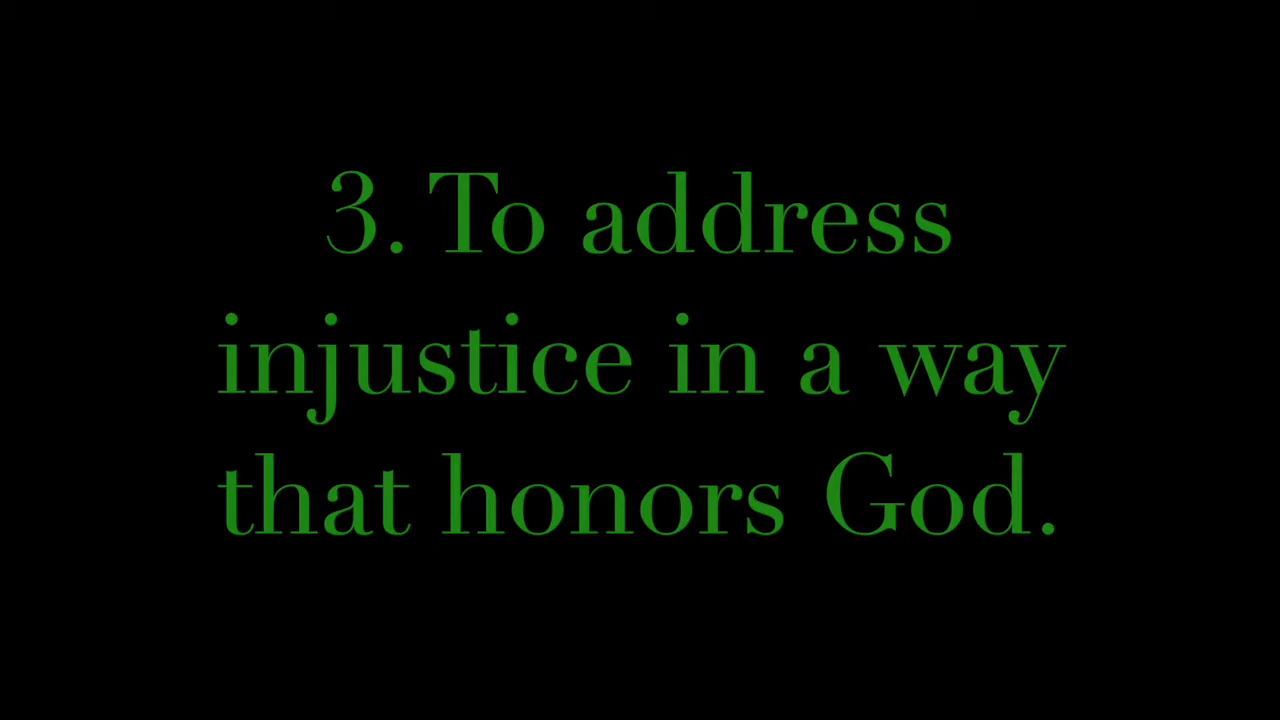 3. To address
injustice in a way
that honors God.